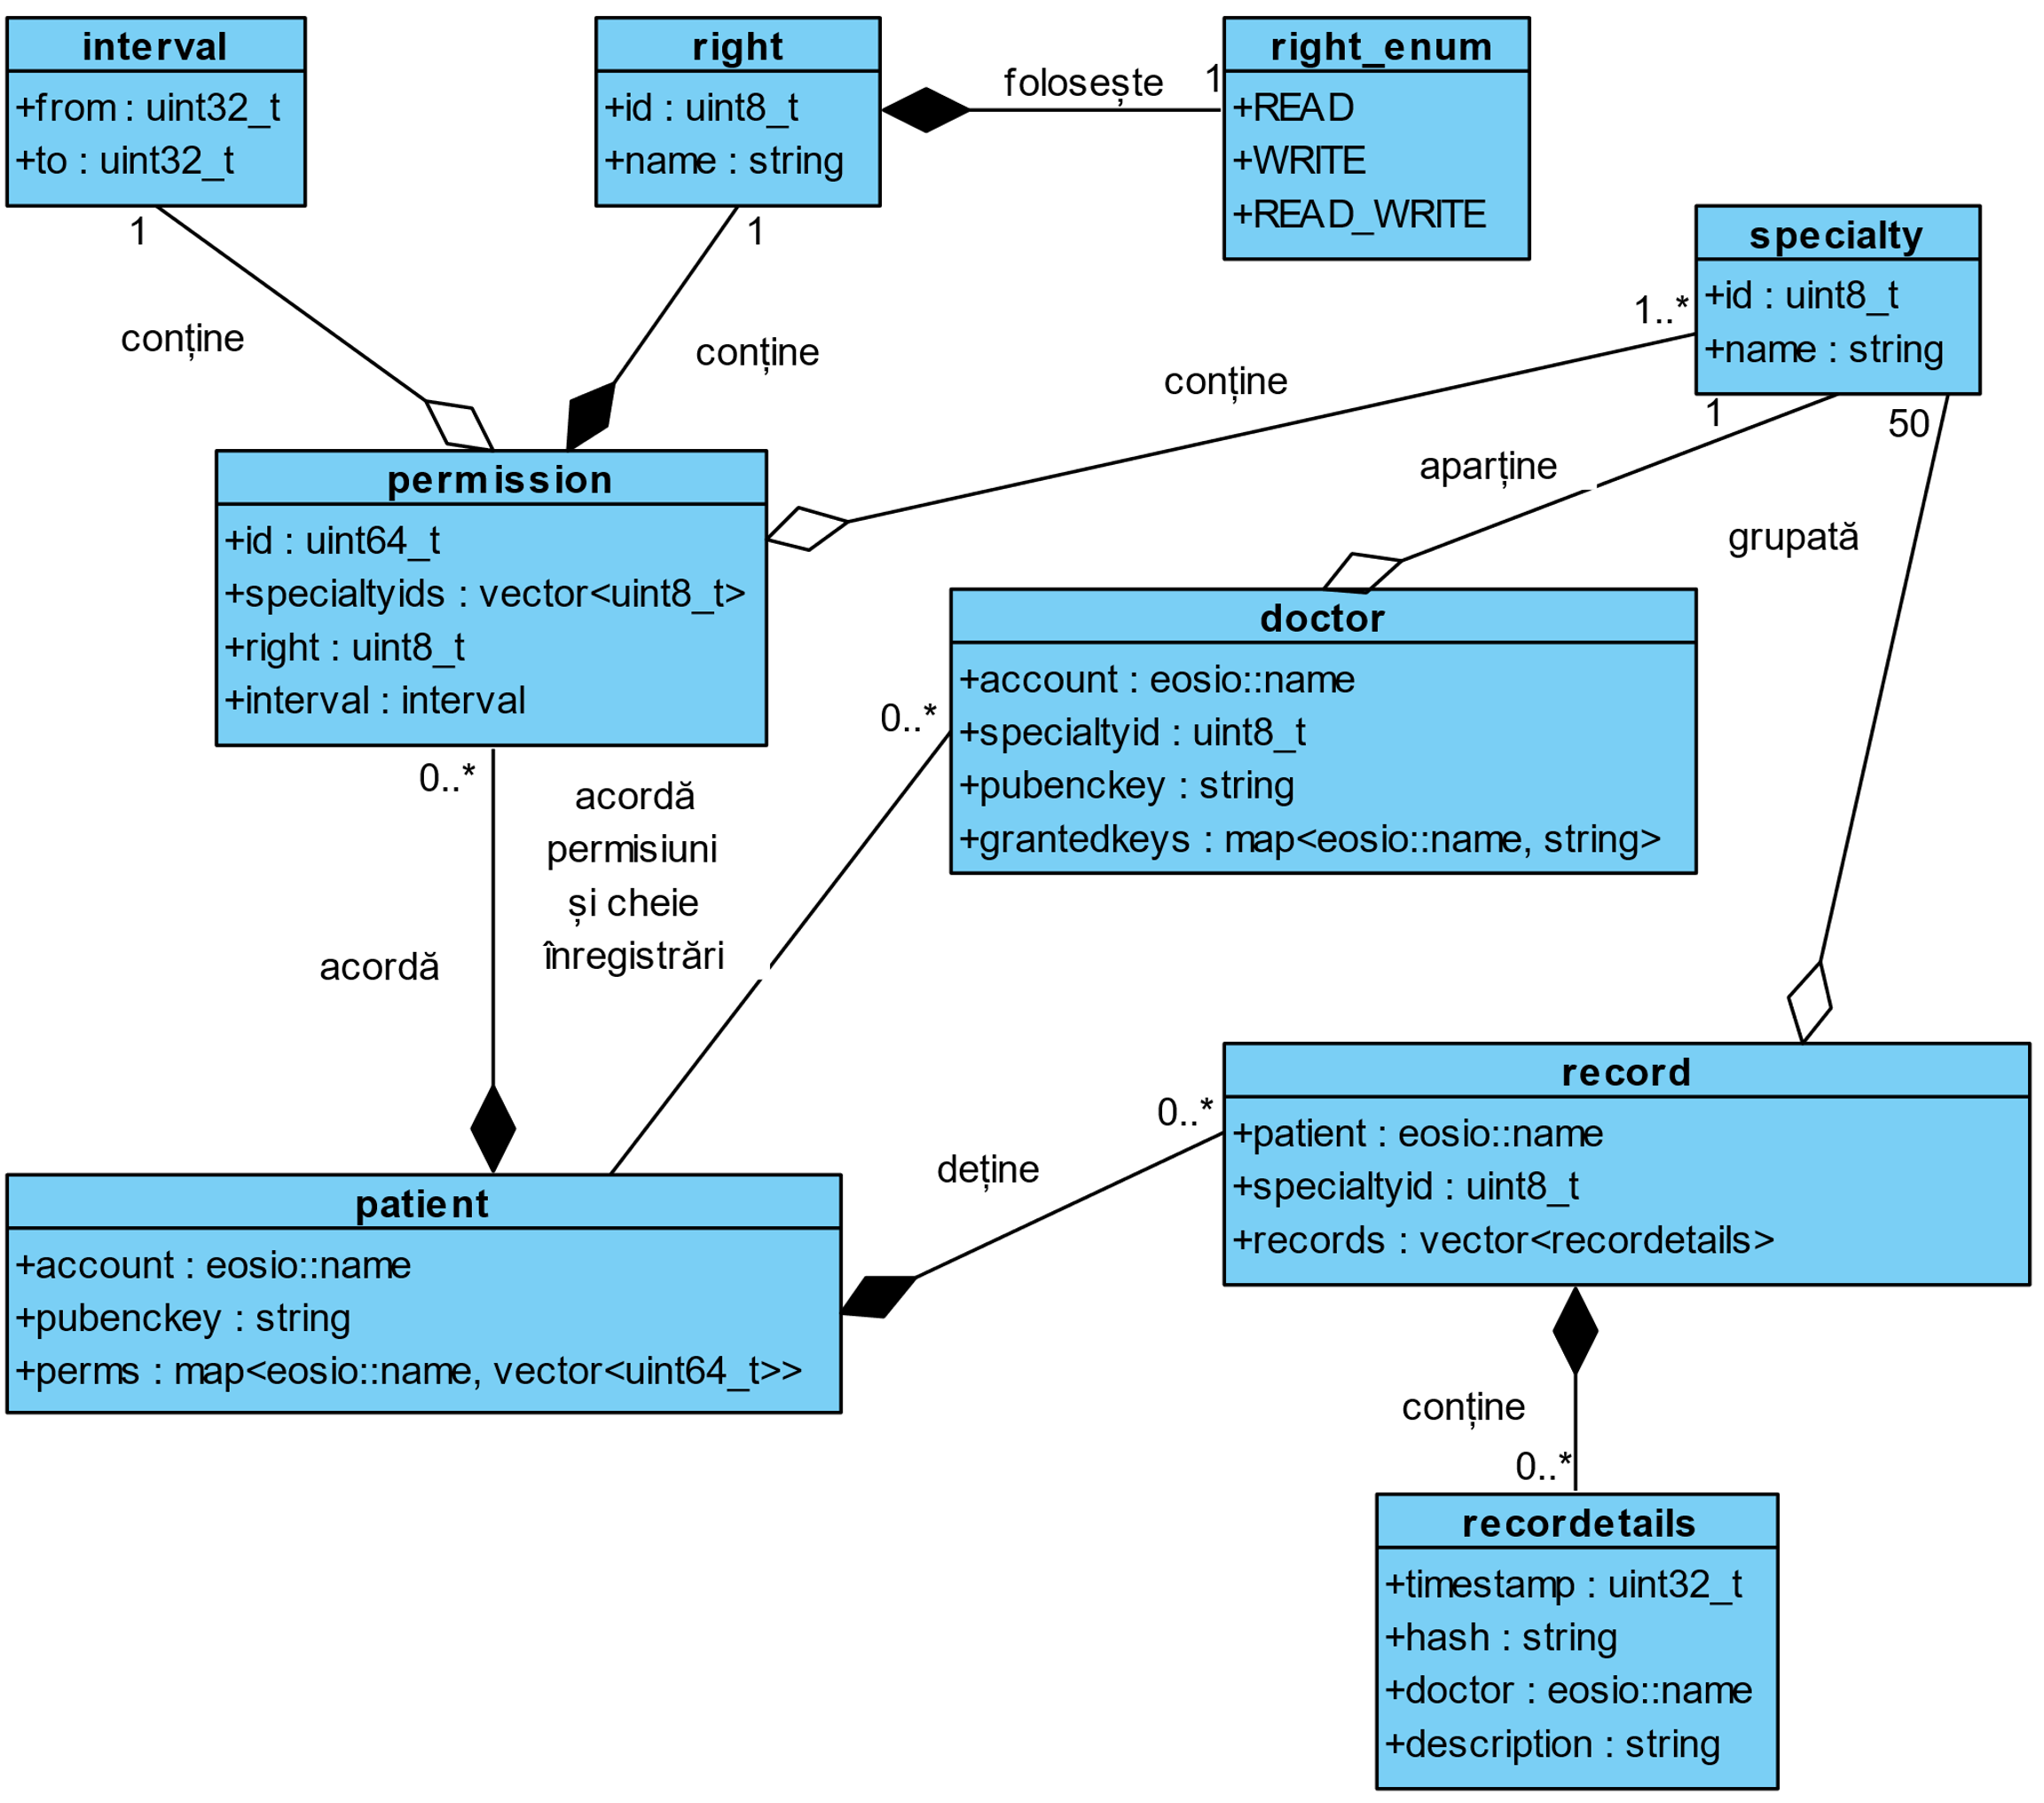 interval
+from : uint32_t
+to : uint32_t
right
+id : uint8_t
+name : string
folosește
1
right_enum
+READ
+WRITE
+READ_WRITE
1
conține
1
conține
specialty
+id : uint8_t
+name : string
1..*
conține
1
aparține
50
grupată
permission
+id : uint64_t
+specialtyids : vector<uint8_t>
+right : uint8_t
+interval : interval
doctor
+account : eosio::name
+specialtyid : uint8_t
+pubenckey : string
+grantedkeys : map<eosio::name, string>
0..*
0..*
acordă
permisiuni
și cheie
înregistrări
acordă
patient
+account : eosio::name
+pubenckey : string
+perms : map<eosio::name, vector<uint64_t>>
deține
0..*
record
+patient : eosio::name
+specialtyid : uint8_t
+records : vector<recordetails>
conține
0..*
recordetails
+timestamp : uint32_t
+hash : string
+doctor : eosio::name
+description : string